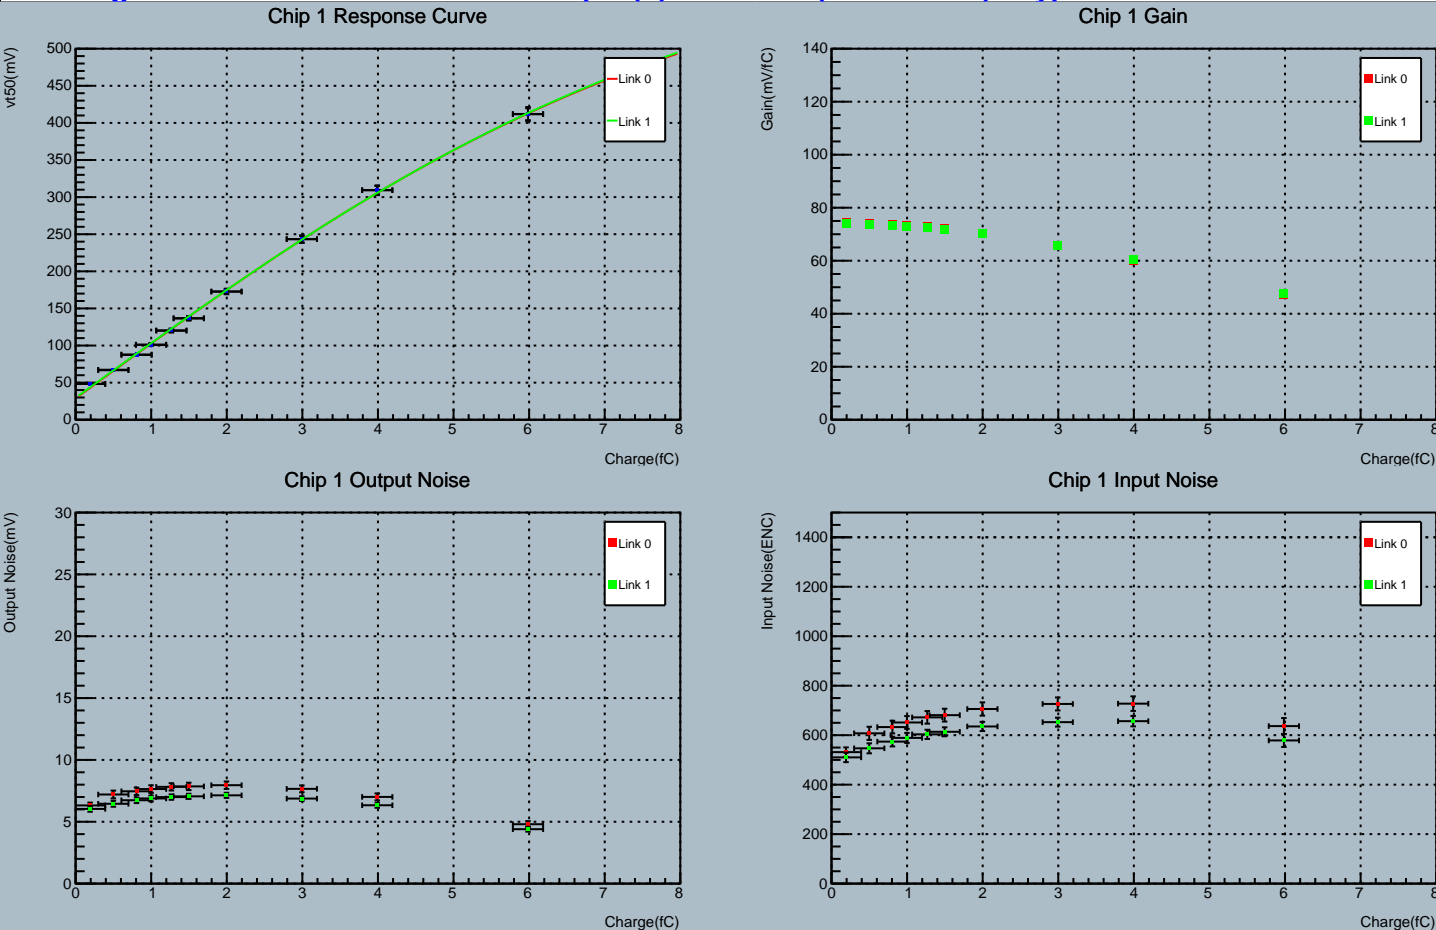 Chip 1 Response Curve
vt50(mV)
500
450
400
350
300
250
200
150
100
50
0
0 1 2 3 4 5 6 7 8
Charge(fC)
Link 0
Link 1
Chip 1 Gain
Gain(mV/fC)
140
120
100
80
60
40
20
0
0 1 2 3 4 5 6 7 8
Charge(fC)
Link 0
Link 1
Chip 1 Output Noise
Output Noise(mV)
30
25
20
15
10
5
0
0 1 2 3 4 5 6 7 8
Charge(fC)
Link 0
Link 1
Chip 1 Input Noise
Input Noise(ENC)
1400
1200
1000
800
600
400
200
0
0 1 2 3 4 5 6 7 8
Charge(fC)
Link 0
Link 1